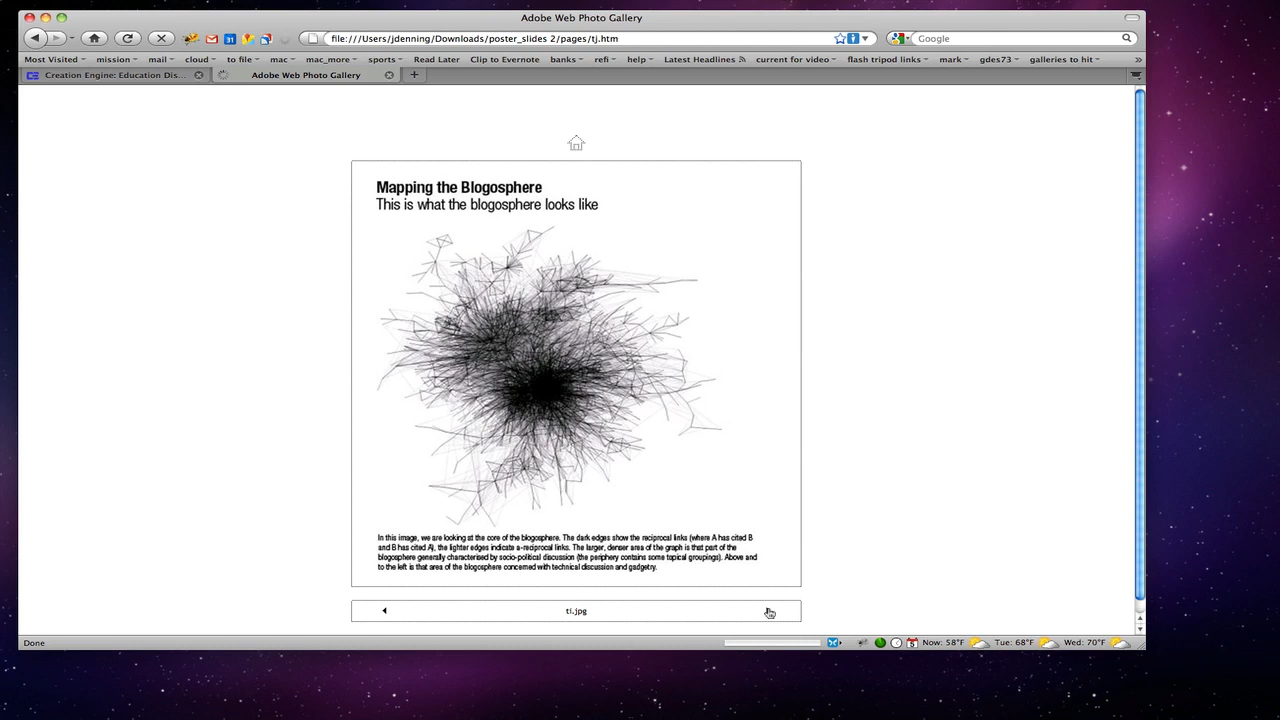 Adobe Web Photo Gallery
31
file:///Users/jdenning/Downloads/poster_slides 2/pages/tj.htm
Google
Most Visited mission mail cloud to file mac mac_more sports Read Later Clip to Evernote banks refi help Latest Headlines current for video flash tripod links mark gdes73 galleries to hit »
Creation Engine: Education Dis...
Adobe Web Photo Gallery
+
Mapping the Blogosphere
This is what the blogosphere looks like
In this image, we are looking at the core of the blogosphere. The dark edges show the reciprocal links (where A has cited B
and B has cited A), the lighter edges indicate a-reciprocal links. The larger, denser area of the graph is that part of the
blogosphere generally characterised by socio-political discussion (the periphery contains some topical groupings). Above and
to the left is that area of the blogosphere concerned with technical discussion and gadgetry.
tj.jpg
Done
5 Now: 58°F Tue: 68°F Wed: 70°F